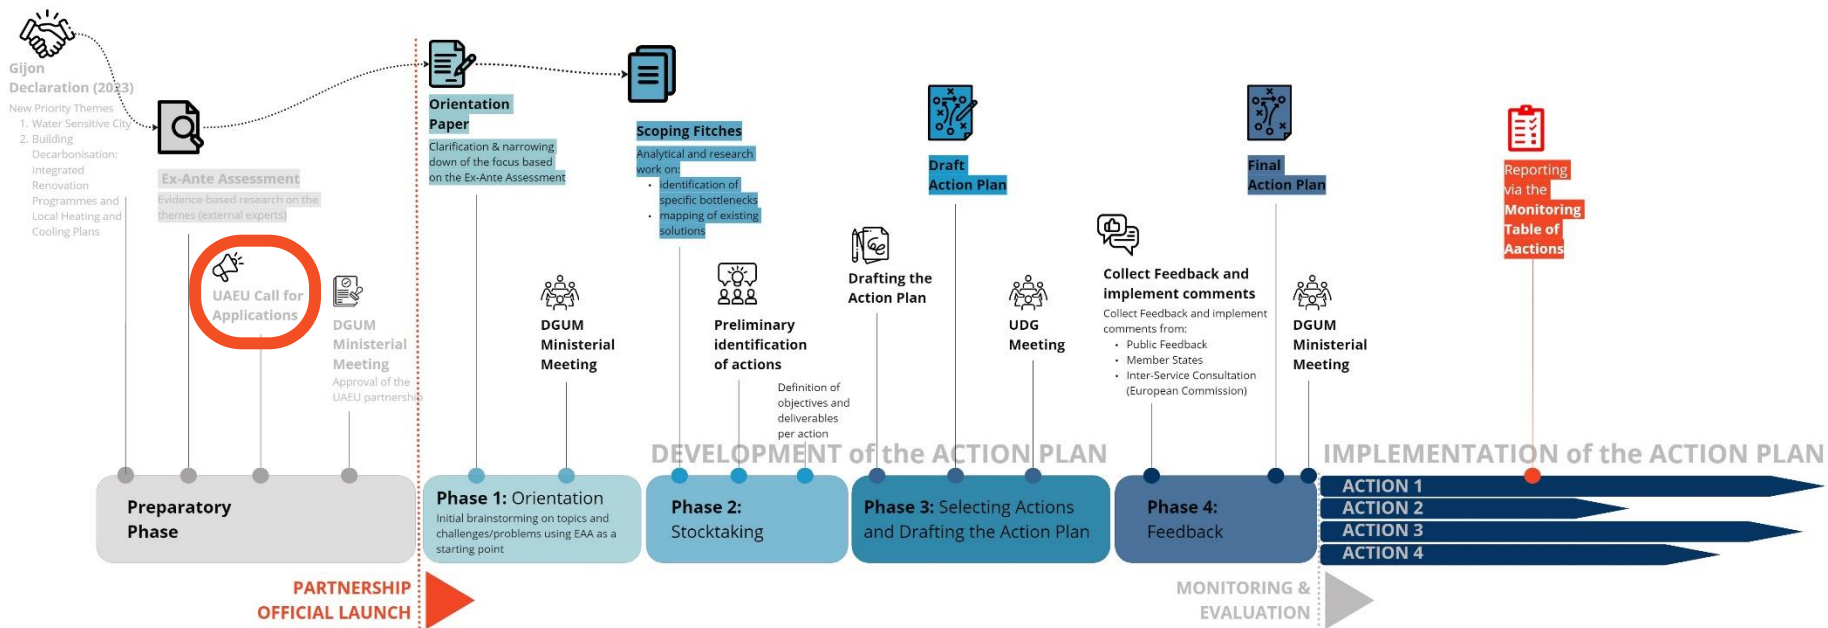 Gijon
Declaration (2023)
New Priority Themes
1. Water Sensitive City
2. Building
Decarbonisation:
Integrated
Renovation
Programmes and
Local Heating and
Cooling Plans
Ex-Ante Assessment
Evidence-based research on the
themes (external experts)
UAEU Call for
Applications
DGUM
Ministerial
Meeting
Approval of the
UAEU partnership
Orientation
Paper
Clarification & narrowing
down of the focus based
on the Ex-Ante Assessment
DGUM
Ministerial
Meeting
Scoping Fitches
Analytical and research
work on:
• identification of
specific bottlenecks
• mapping of existing
solutions
Preliminary
identification
of actions
Definition of
objectives and
deliverables
per action
Drafting the
Action Plan
Draft
Action Plan
UDG
Meeting
Collect Feedback and
implement comments
Collect Feedback and implement
comments from:
• Public Feedback
• Member States
• Inter-Service Consultation
(European Commission)
Final
Action Plan
DGUM
Ministerial
Meeting
Reporting
via the
Monitoring
Table of
Aactions
DEVELOPMENT of the ACTION PLAN
IMPLEMENTATION of the ACTION PLAN
Preparatory
Phase
Phase 1: Orientation
Initial brainstorming on topics and
challenges/problems using EAA as a
starting point
Phase 2:
Stocktaking
Phase 3: Selecting Actions
and Drafting the Action Plan
Phase 4:
Feedback
ACTION 1
ACTION 2
ACTION 3
ACTION 4
PARTNERSHIP
OFFICIAL LAUNCH
MONITORING &
EVALUATION